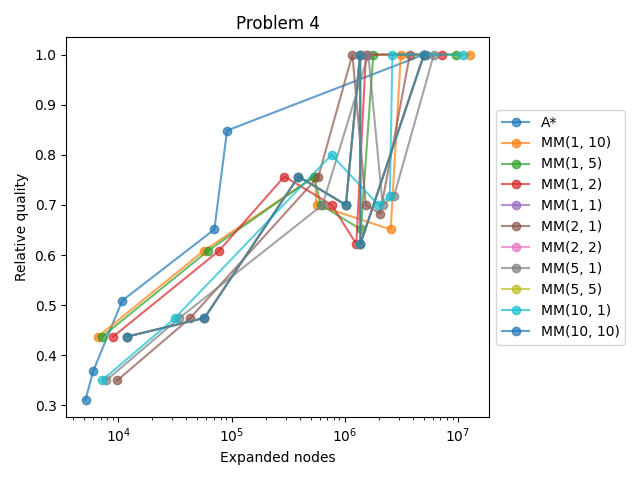 Problem 4
Relative quality
1.0
0.9
0.8
0.7
0.6
0.5
0.4
0.3
10^4
10^5
10^6
10^7
Expanded nodes
A*
MM(1, 10)
MM(1, 5)
MM(1, 2)
MM(1, 1)
MM(2, 1)
MM(2, 2)
MM(5, 1)
MM(5, 5)
MM(10, 1)
MM(10, 10)